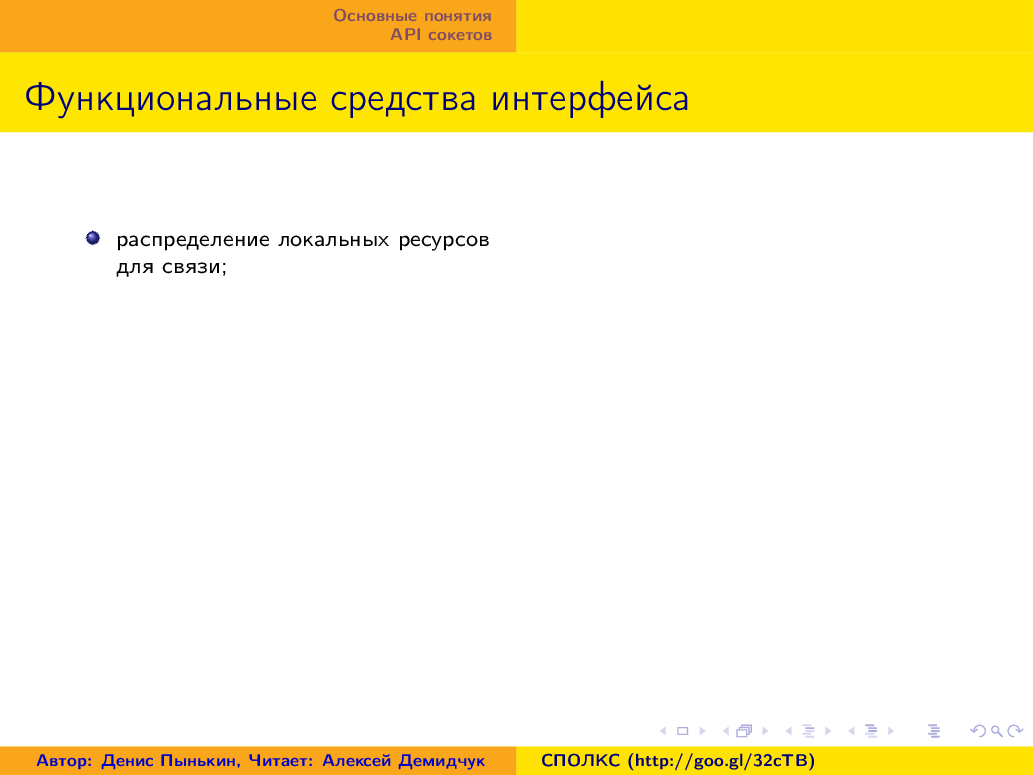 Основные понятия
API сокетов
Функциональные средства интерфейса
распределение локальных ресурсов
для связи;
Автор: Денис Пынькин, Читает: Алексей Демидчук
СПОЛКС (http://goo.gl/32cTB)